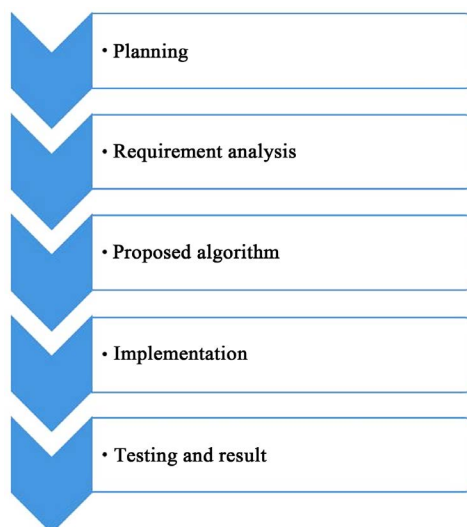 • Planning
• Requirement analysis
• Proposed algorithm
• Implementation
• Testing and result